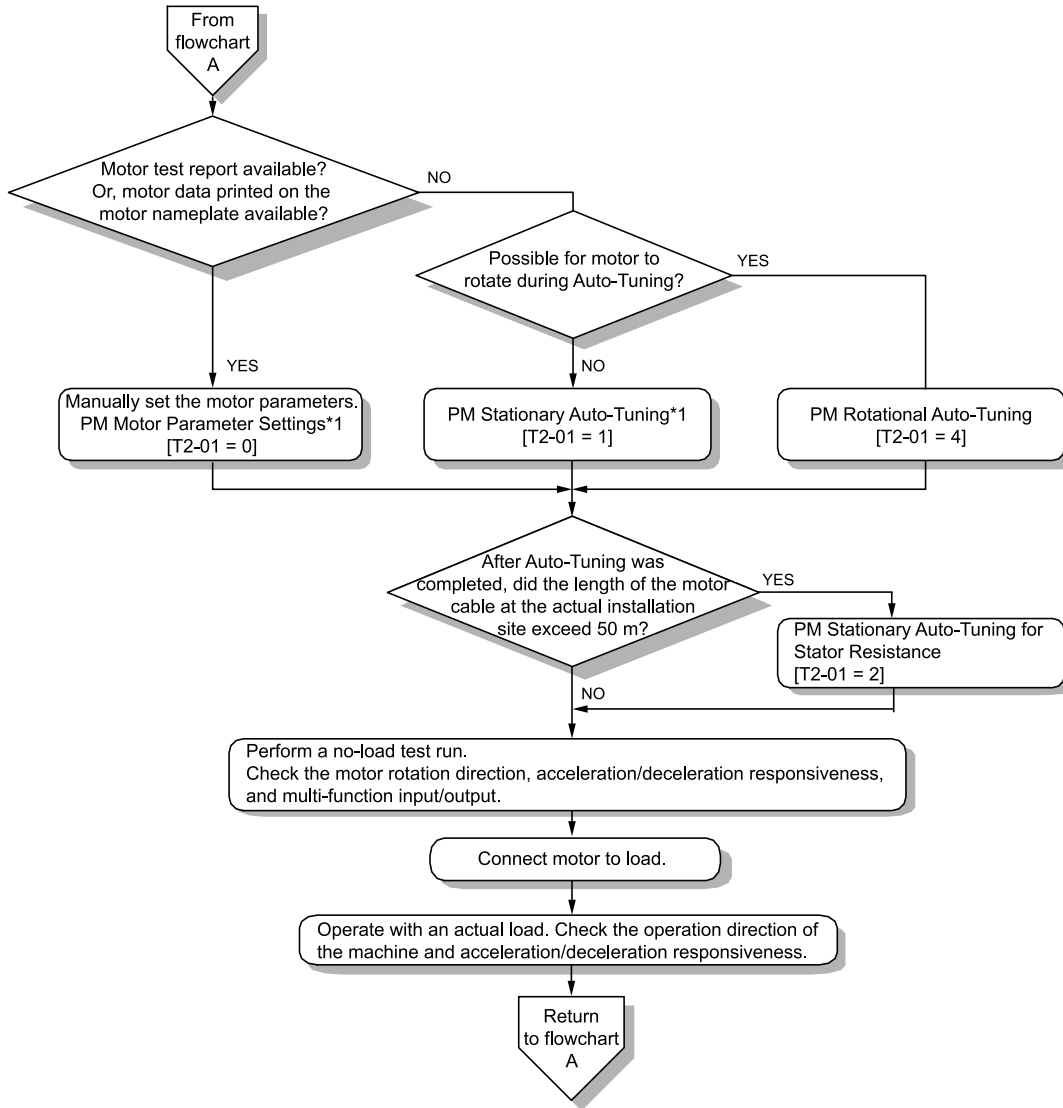 From
flowchart
A
Motor test report available?
Or, motor data printed on the
motor nameplate available?
NO
Possible for motor to
rotate during Auto-Tuning?
YES
YES
NO
Manually set the motor parameters.
PM Motor Parameter Settings*1
[T2-01 = 0]
PM Stationary Auto-Tuning*1
[T2-01 = 1]
PM Rotational Auto-Tuning
[T2-01 = 4]
After Auto-Tuning was
completed, did the length of the motor
cable at the actual installation
site exceed 50 m?
YES
PM Stationary Auto-Tuning for
Stator Resistance
[T2-01 = 2]
NO
Perform a no-load test run.
Check the motor rotation direction, acceleration/deceleration responsiveness,
and multi-function input/output.
Connect motor to load.
Operate with an actual load. Check the operation direction of
the machine and acceleration/deceleration responsiveness.
Return
to flowchart
A